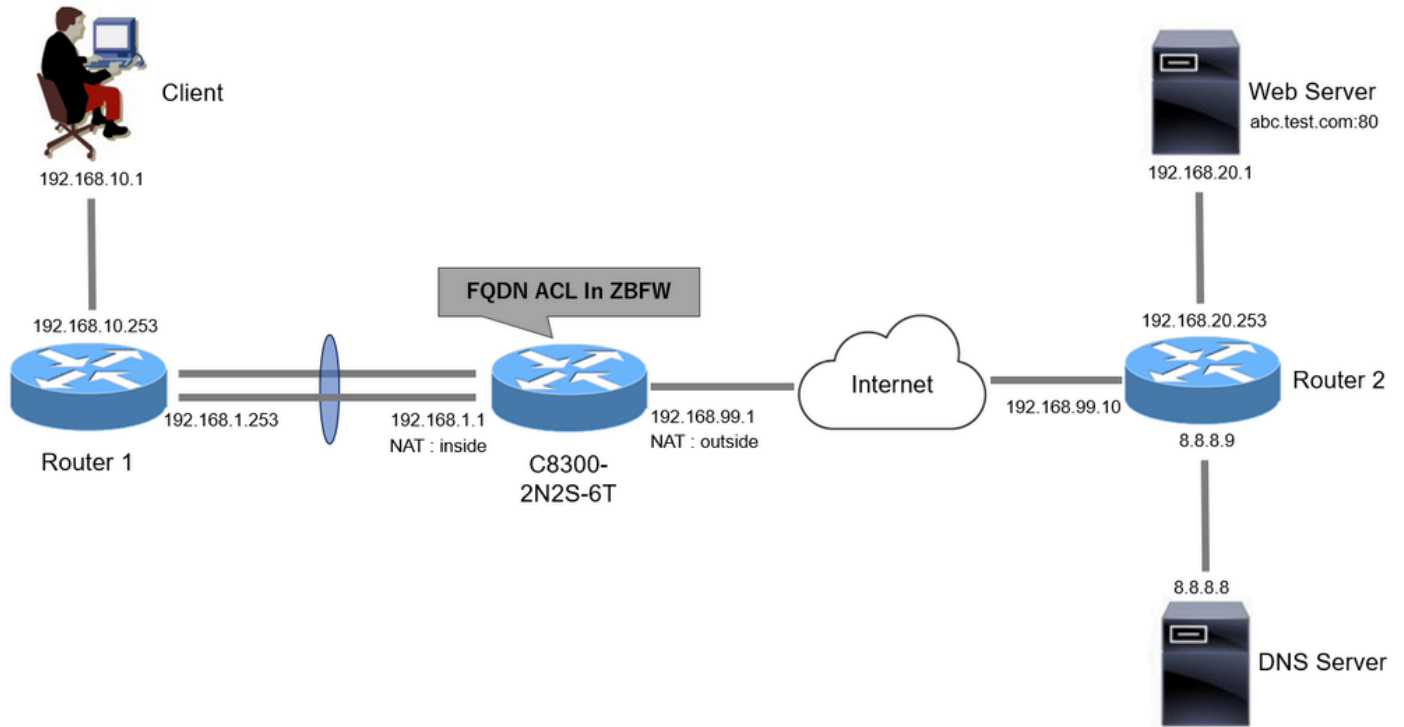 Client
192.168.10.1
Web Server
abc.test.com:80
192.168.20.1
FQDN ACL In ZBFW
192.168.10.253
192.168.20.253
Internet
Router 2
192.168.1.253
192.168.1.1
NAT : inside
192.168.99.1
NAT : outside
192.168.99.10
8.8.8.9
Router 1
C8300-
2N2S-6T
8.8.8.8
DNS Server